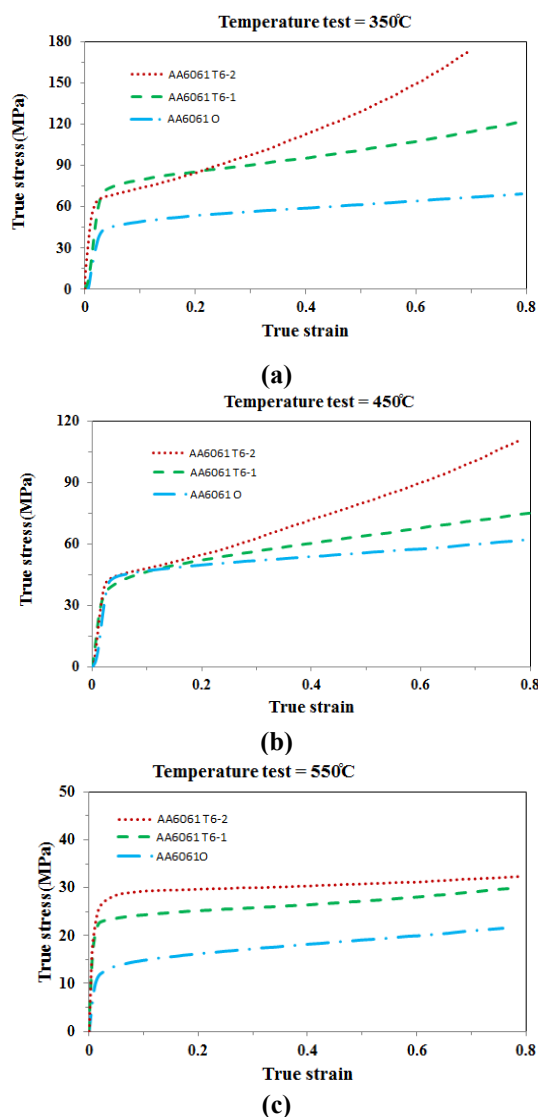 Temperature test = 350℃
True stress(MPa)
180
150
120
90
60
30
0
AA6061 T6-2
AA6061 T6-1
AA6061 O
0
0.2
0.4
0.6
0.8
True strain
(a)
Temperature test = 450℃
True stress(MPa)
120
90
60
30
0
AA6061 T6-2
AA6061 T6-1
AA6061 O
0
0.2
0.4
0.6
0.8
True strain
(b)
Temperature test = 550℃
True stress(MPa)
50
40
30
20
10
0
AA6061 T6-2
AA6061 T6-1
AA6061O
0
0.2
0.4
0.6
0.8
True strain
(c)